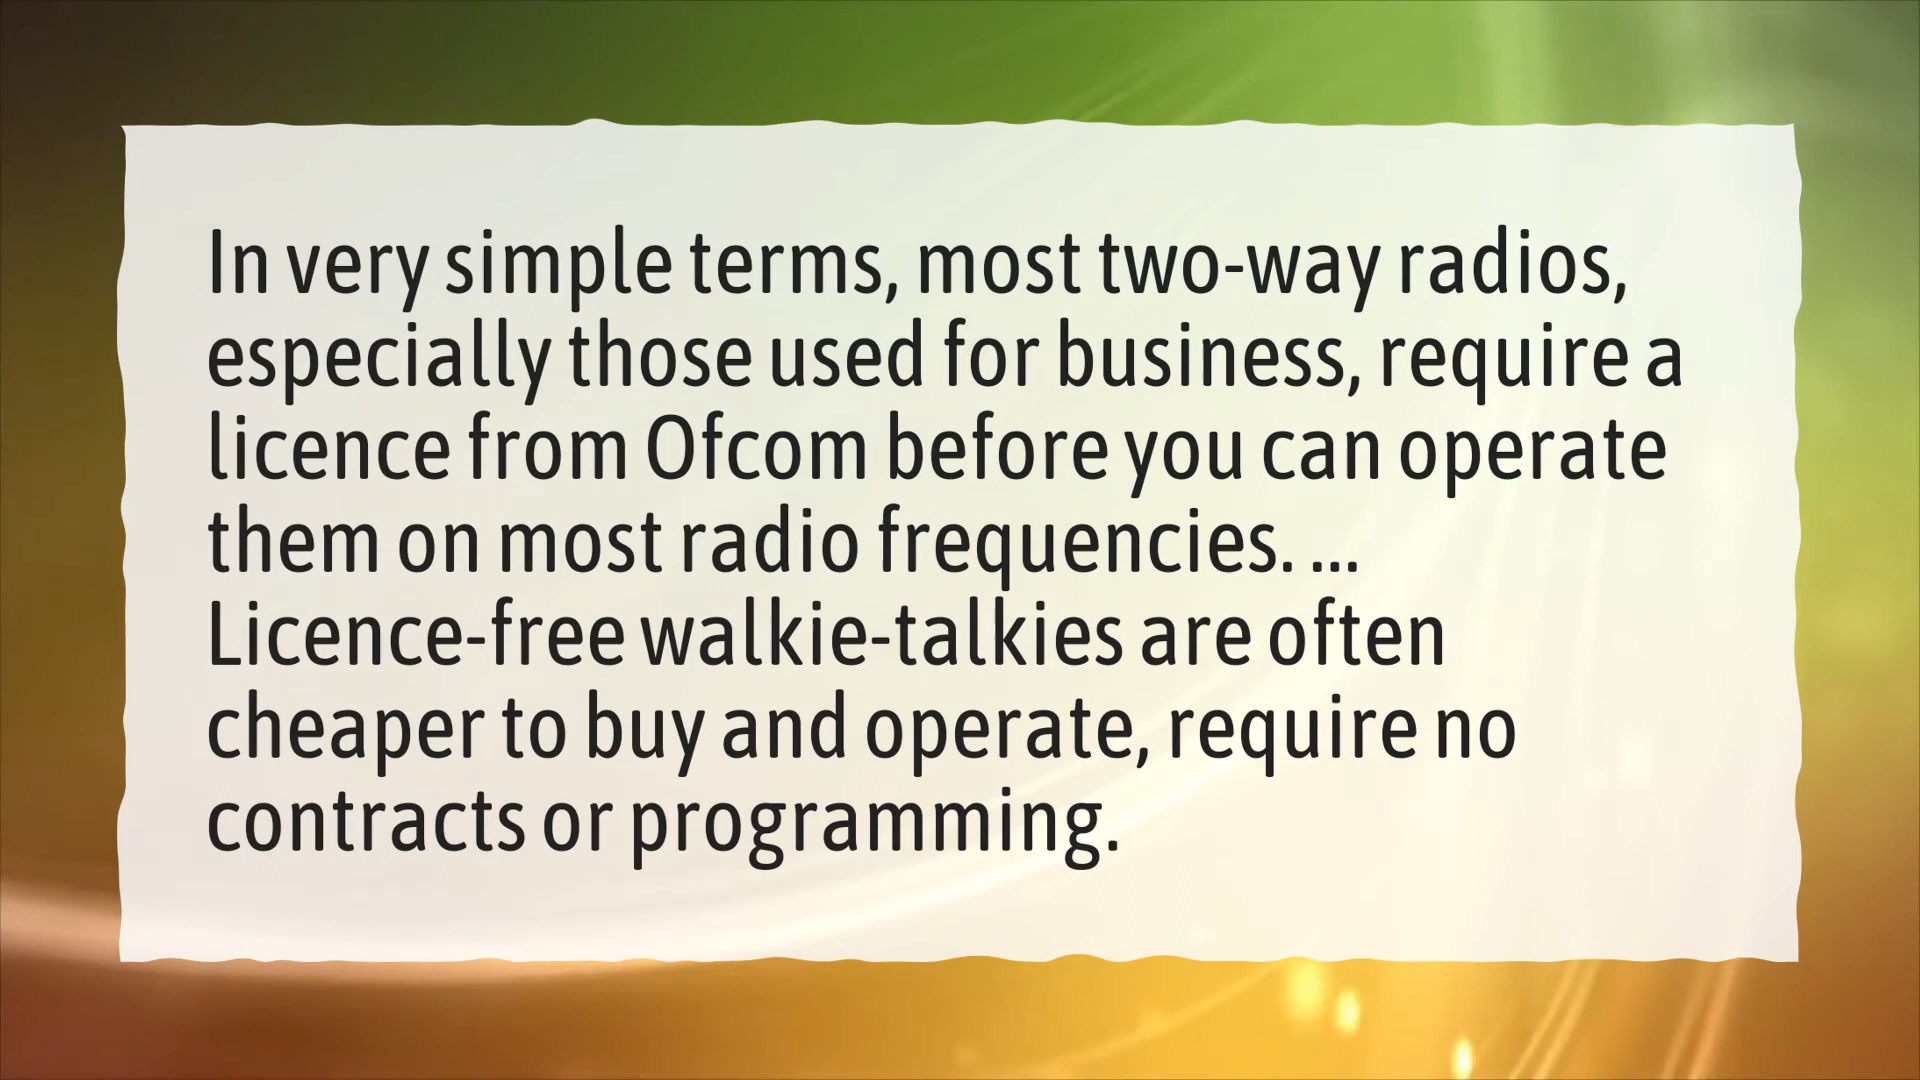 In very simple terms, most two-way radios,
especially those used for business, require a
licence from Ofcom before you can operate
them on most radio frequencies. ...
Licence-free walkie-talkies are often
cheaper to buy and operate, require no
contracts or programming.